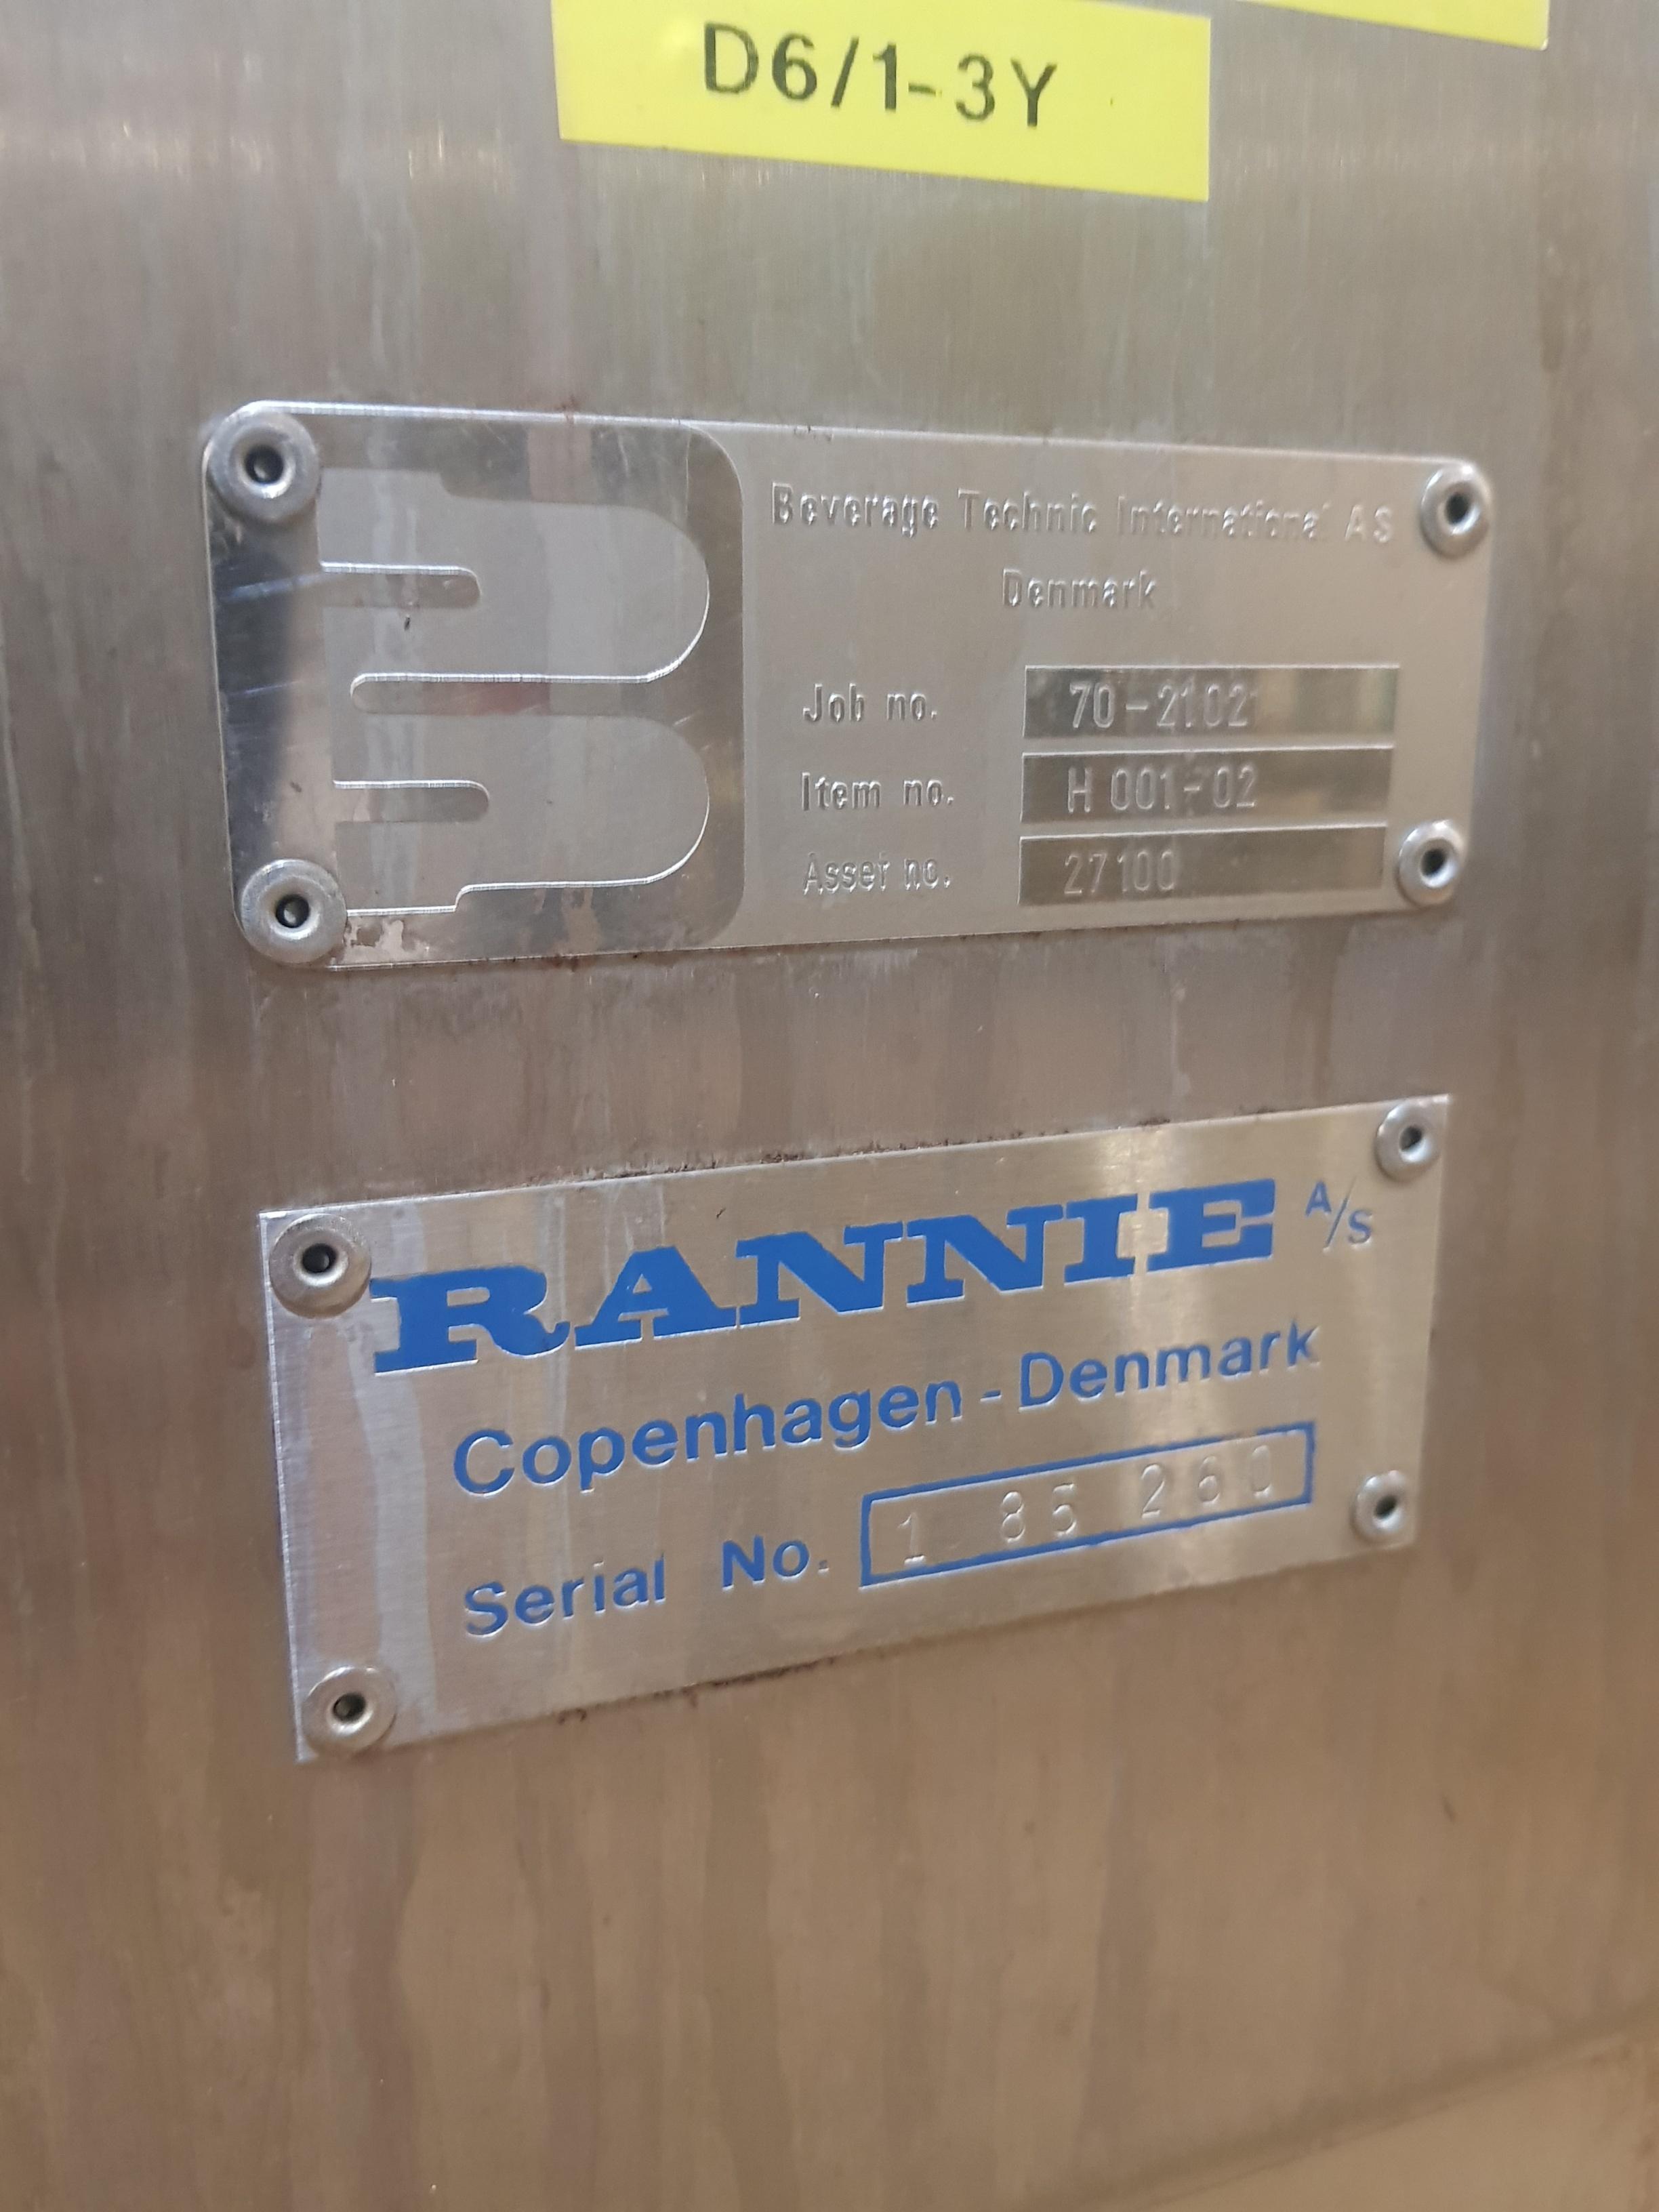 D6/1-3Y
Beverage Technic International AS
Denmark
Job no. 70-2102
Item no. H 001-02
Asset no. 27100
RANNIE A/S
Copenhagen - Denmark
Serial No. 1 85 260